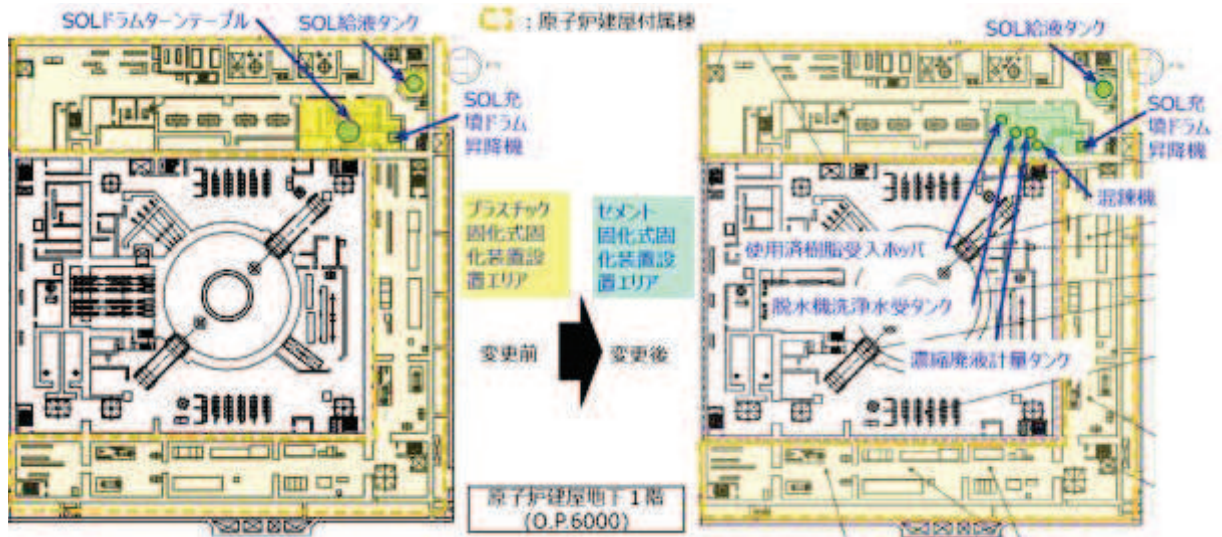 SOLドラムターンテーブル
SOL給液タンク
：原子炉建屋付属棟
SOL充
填ドラム
昇降機
プラスチック
固化式固
化装置設
置エリア
セメント
固化式固
化装置設
置エリア
変更前
変更後
原子炉建屋地下1階
(O.P.6000)
SOL給液タンク
SOL充
填ドラム
昇降機
混錬機
使用済樹脂受入ホッパ
脱水機洗浄水受タンク
濃縮廃液計量タンク